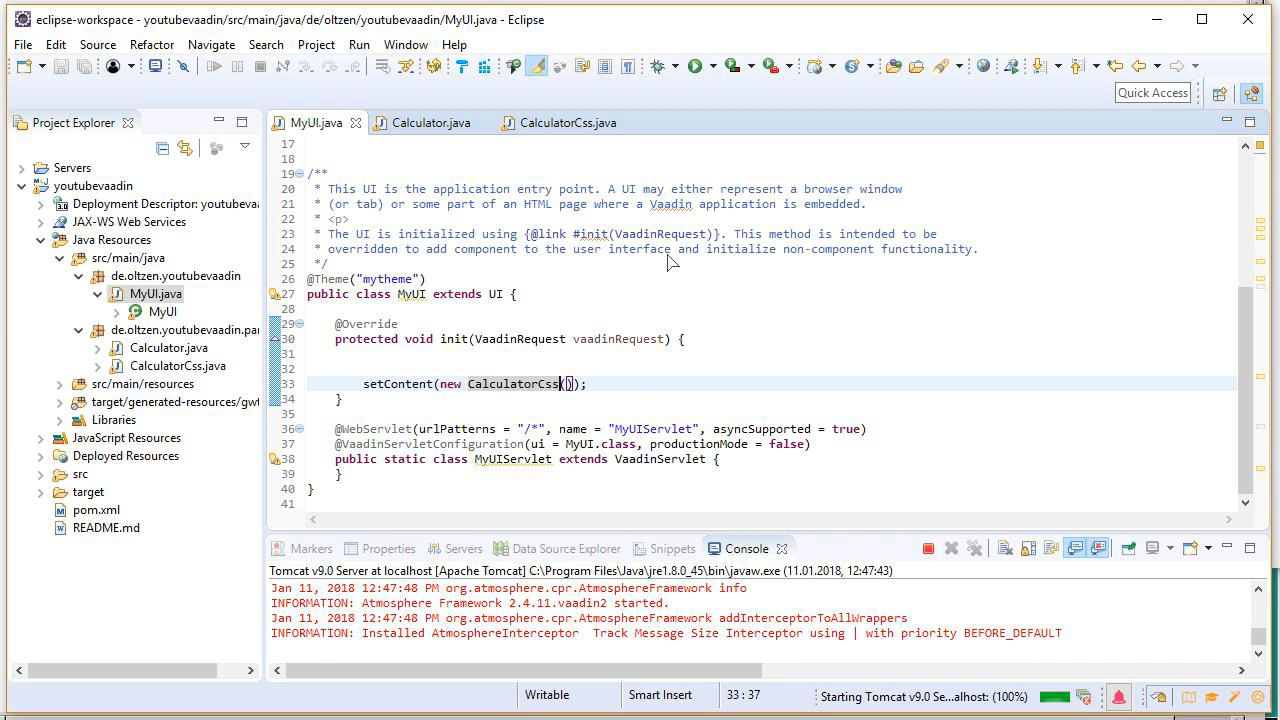 eclipse-workspace - youtubevaadin/src/main/java/de/oltzen/youtubevaadin/MyUI.java - Eclipse
File Edit Source Refactor Navigate Search Project Run Window Help
Quick Access
Project Explorer
Servers
youtubevaadin
Deployment Descriptor: youtubeva
JAX-WS Web Services
Java Resources
src/main/java
de.oltzen.youtubevaadin
MyUI.java
MyUI
de.oltzen.youtubevaadin.par
Calculator.java
CalculatorCss.java
src/main/resources
target/generated-resources/gw
Libraries
JavaScript Resources
Deployed Resources
src
target
pom.xml
README.md
MyUI.java Calculator.java CalculatorCss.java
17
18
19 /**
20 * This UI is the application entry point. A UI may either represent a browser window
21 * (or tab) or some part of an HTML page where a Vaadin application is embedded.
22 * <p>
23 * The UI is initialized using {@link #init(VaadinRequest)}. This method is intended to be
24 * overridden to add component to the user interface and initialize non-component functionality.
25 */
26 @Theme("mytheme")
27 public class MyUI extends UI {
28
29 @Override
30 protected void init(VaadinRequest vaadinRequest) {
31
32
33 setContent(new CalculatorCss());
34 }
35
36 @WebServlet(urlPatterns = "/*", name = "MyUIServlet", asyncSupported = true)
37 @VaadinServletConfiguration(ui = MyUI.class, productionMode = false)
38 public static class MyUIServlet extends VaadinServlet {
39 }
40 }
41
Markers Properties Servers Data Source Explorer Snippets Console
Tomcat v9.0 Server at localhost [Apache Tomcat] C:\Program Files\Java\jre1.8.0_45\bin\javaw.exe (11.01.2018, 12:47:43)
Jan 11, 2018 12:47:48 PM org.atmosphere.cpr.AtmosphereFramework info
INFORMATION: Atmosphere Framework 2.4.11.vaadin2 started.
Jan 11, 2018 12:47:48 PM org.atmosphere.cpr.AtmosphereFramework addInterceptorToAllWrappers
INFORMATION: Installed AtmosphereInterceptor  Track Message Size Interceptor using | with priority BEFORE_DEFAULT
Writable Smart Insert 33 : 37 Starting Tomcat v9.0 Se...alhost: (100%)